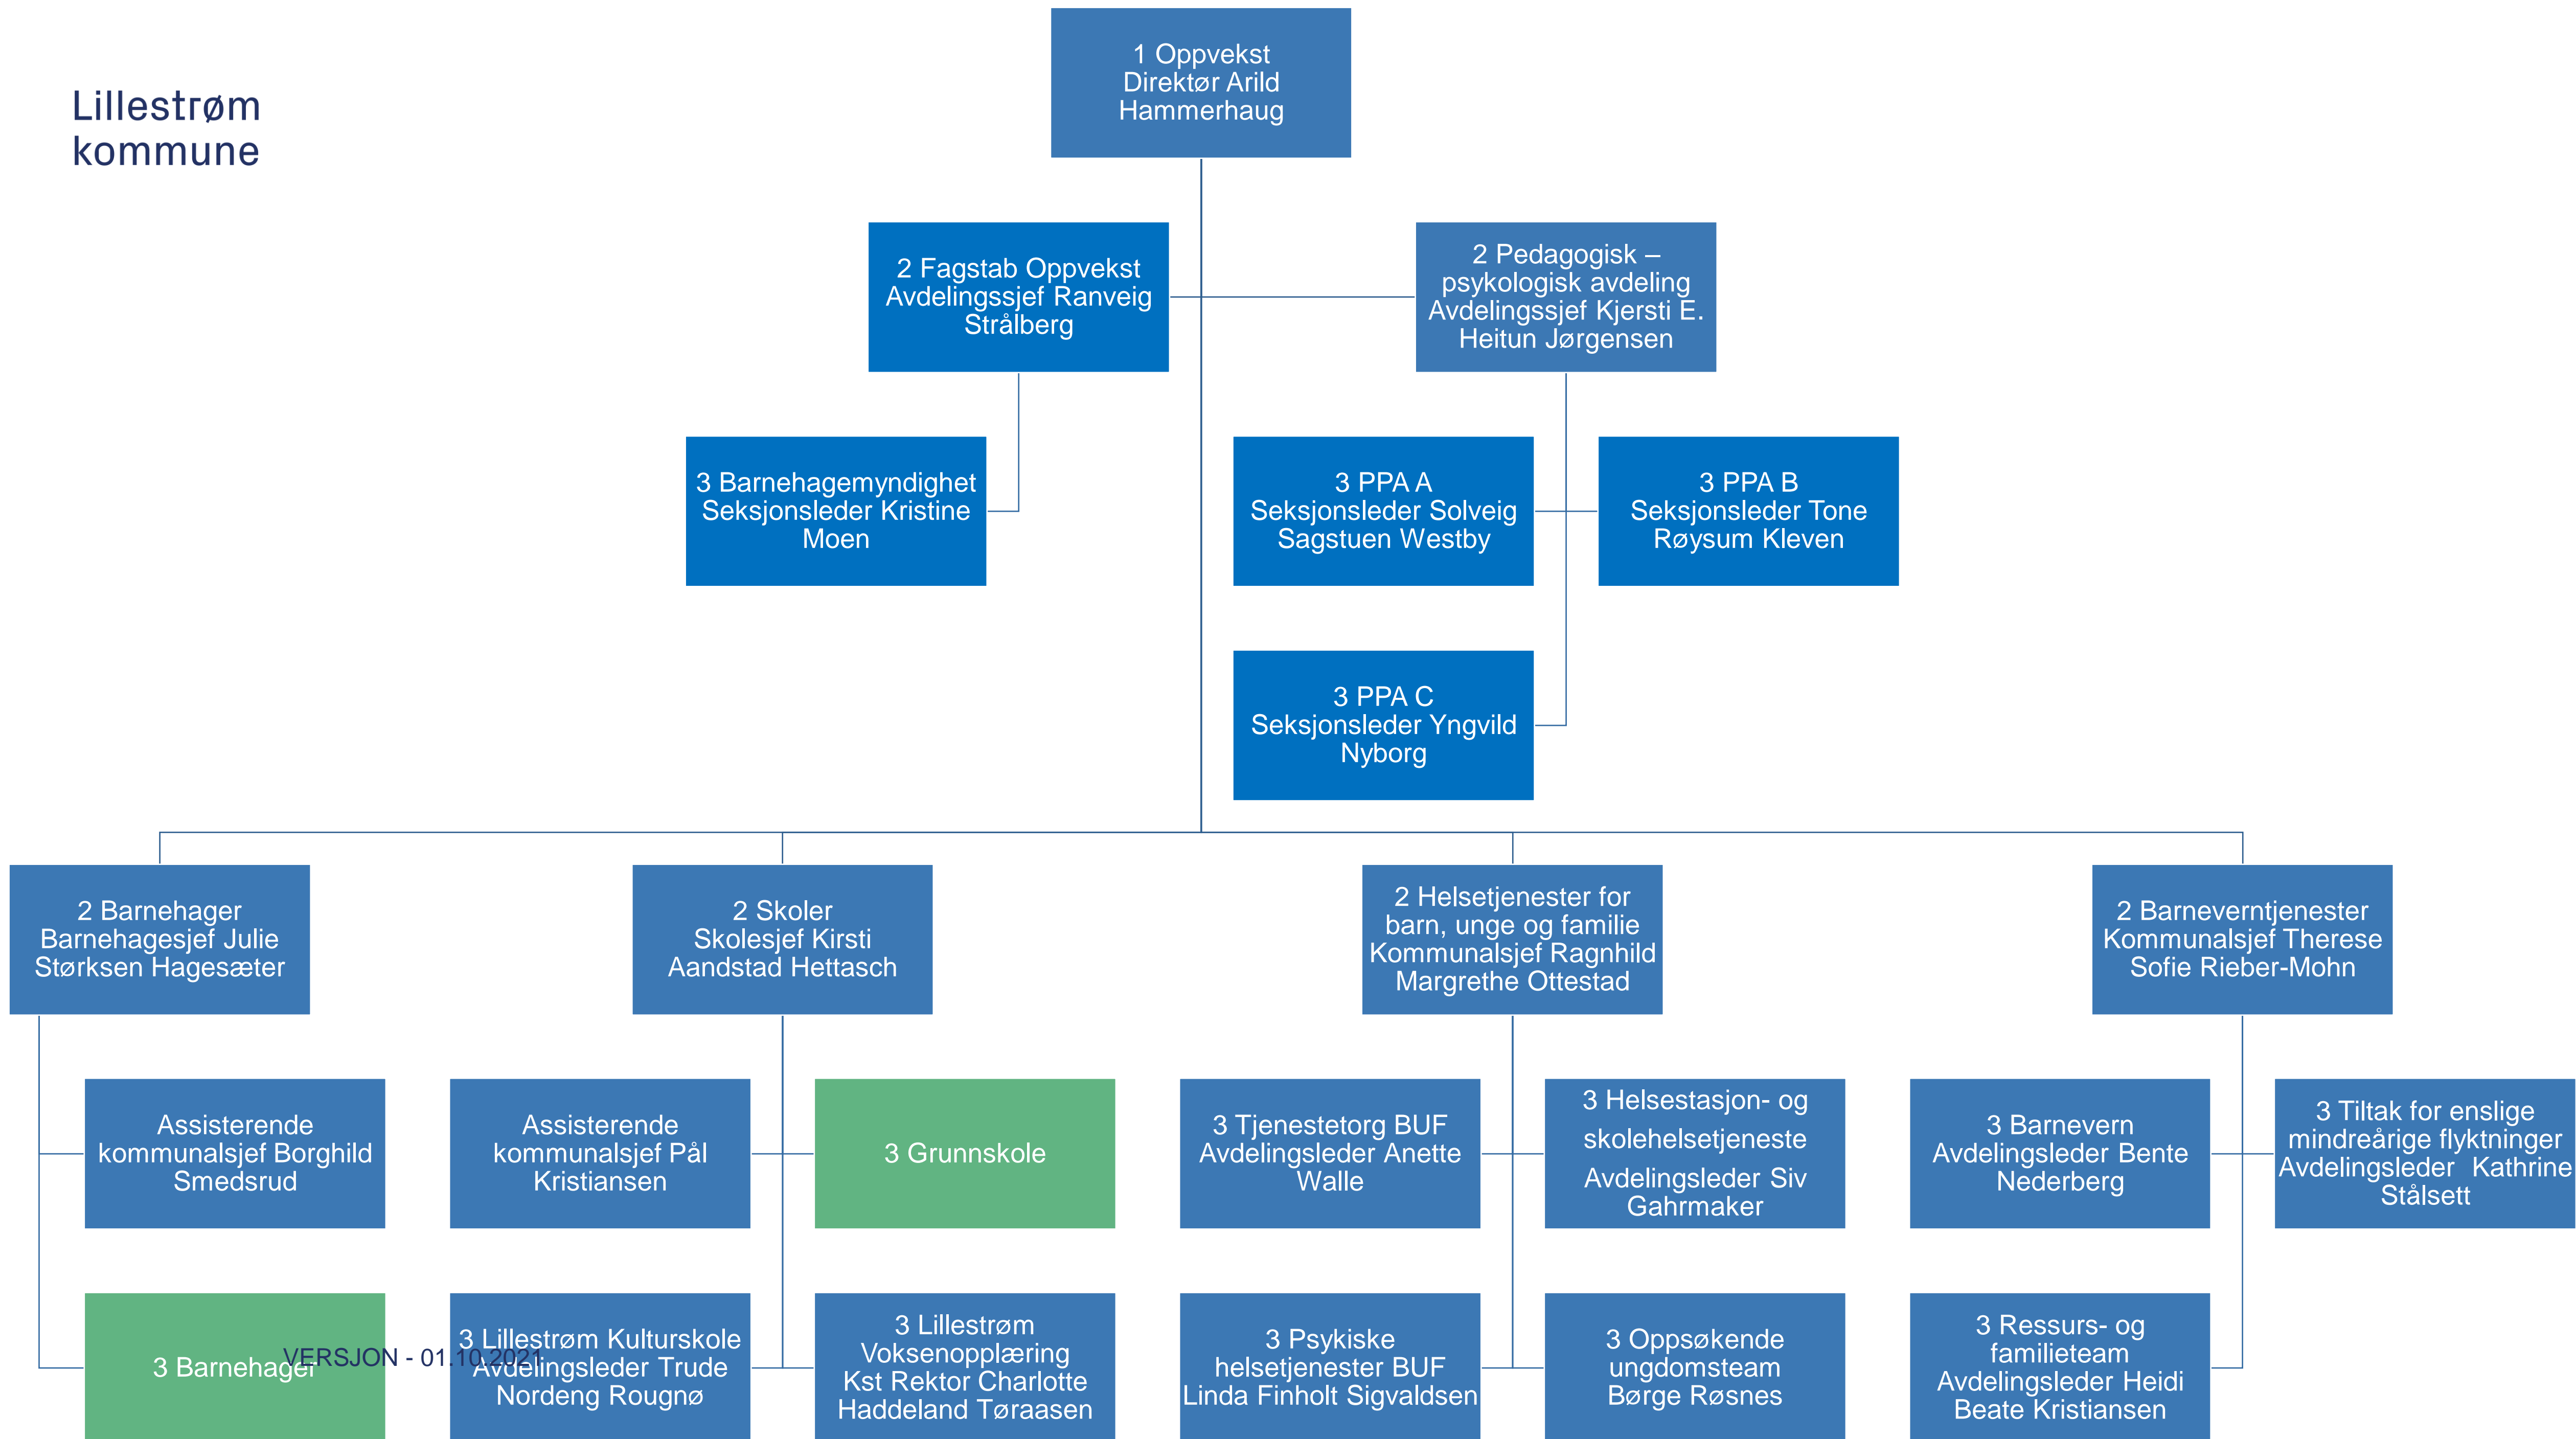 Lillestrøm
kommune
1 Oppvekst
Direktør Arild
Hammerhaug
2 Fagstab Oppvekst
Avdelingssjef Ranveig
Strålberg
2 Pedagogisk –
psykologisk avdeling
Avdelingssjef Kjersti E.
Heitun Jørgensen
3 Barnehagemyndighet
Seksjonsleder Kristine
Moen
3 PPA A
Seksjonsleder Solveig
Sagstuen Westby
3 PPA B
Seksjonsleder Tone
Røysum Kleven
3 PPA C
Seksjonsleder Yngvild
Nyborg
2 Barnehager
Barnehagesjef Julie
Størksen Hagesæter
2 Skoler
Skolesjef Kirsti
Aandstad Hettasch
2 Helsetjenester for
barn, unge og familie
Kommunalsjef Ragnhild
Margrethe Ottestad
2 Barneverntjenester
Kommunalsjef Therese
Sofie Rieber-Mohn
Assisterende
kommunalsjef Borghild
Smedsrud
Assisterende
kommunalsjef Pål
Kristiansen
3 Grunnskole
3 Tjenestetorg BUF
Avdelingsleder Anette
Walle
3 Helsestasjon- og
skolehelsetjeneste
Avdelingsleder Siv
Gahrmaker
3 Barnevern
Avdelingsleder Bente
Nederberg
3 Tiltak for enslige
mindreårige flyktninger
Avdelingsleder Kathrine
Stålsett
3 Barnehager
VERSJON - 01.10.2021
3 Lillestrøm Kulturskole
Avdelingsleder Trude
Nordeng Rougnø
3 Lillestrøm
Voksenopplæring
Kst Rektor Charlotte
Haddeland Tøraasen
3 Psykiske
helsetjenester BUF
Linda Finholt Sigvaldsen
3 Oppsøkende
ungdomsteam
Børge Røsnes
3 Ressurs- og
familieteam
Avdelingsleder Heidi
Beate Kristiansen